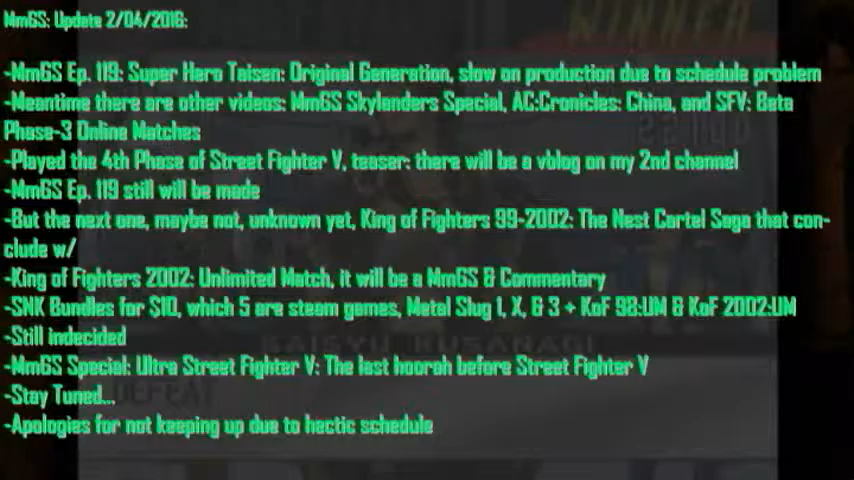 MmGS: Update 2/04/2016:
-MmGS Ep. 119: Super Hero Taisen: Original Generation, slow on production due to schedule problem
-Meantime there are other videos: MmGS Skylanders Special, AC:Cronicles: China, and SFV: Beta
Phase-3 Online Matches
-Played the 4th Phase of Street Fighter V, teaser: there will be a vblog on my 2nd channel
-MmGS Ep. 119 still will be made
-But the next one, maybe not, unknown yet, King of Fighters 99-2002: The Nest Cartel Saga that con-
clude w/
-King of Fighters 2002: Unlimited Match, it will be a MmGS & Commentary
-SNK Bundles for $10, which 5 are steam games, Metal Slug 1, X, & 3 + KoF 98:UM & KoF 2002:UM
-Still indecided
SAISYU KUSANAGI
-MmGS Special: Ultra Street Fighter V: The last hoorah before Street Fighter V
-Stay Tuned...
DEFEAT
-Apologies for not keeping up due to hectic schedule
WINNER